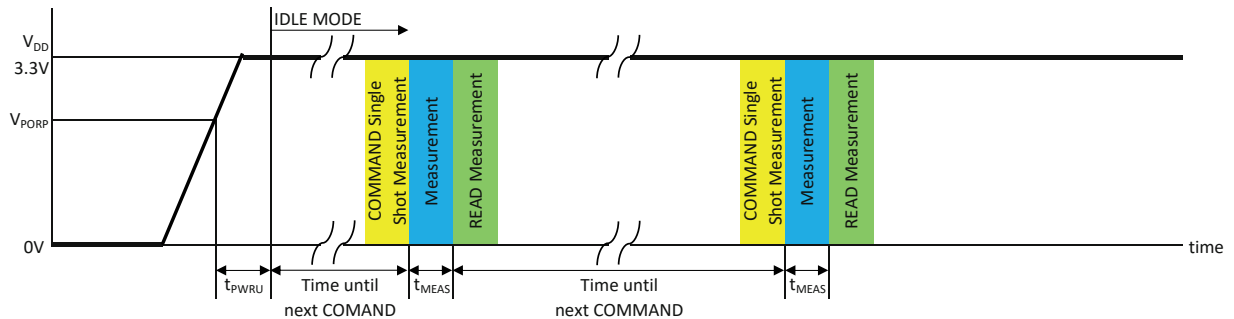 IDLE MODE
VDD
3.3V
VPORP
0V
COMMAND Single
Shot Measurement
Measurement
READ Measurement
COMMAND Single
Shot Measurement
Measurement
READ Measurement
time
tPWRU
Time until
next COMAND
tMEAS
Time until
next COMMAND
tMEAS